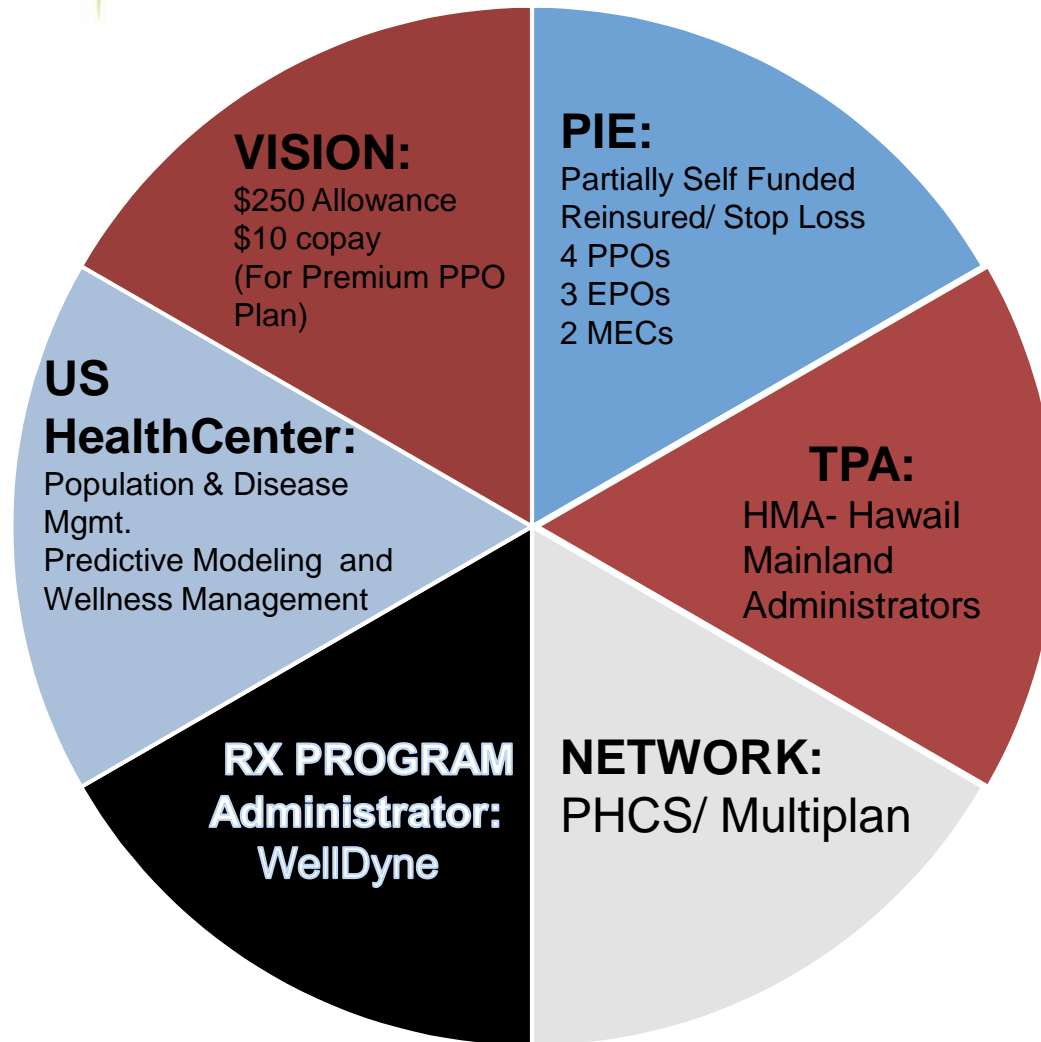 VISION:
$250 Allowance
$10 copay
(For Premium PPO
Plan)
PIE:
Partially Self Funded
Reinsured/ Stop Loss
4 PPOs
3 EPOs
2 MECs
US
HealthCenter:
Population & Disease
Mgmt.
Predictive Modeling and
Wellness Management
TPA:
HMA- HawaiI
Mainland
Administrators
RX PROGRAM
Administrator:
WellDyne
NETWORK:
PHCS/ Multiplan